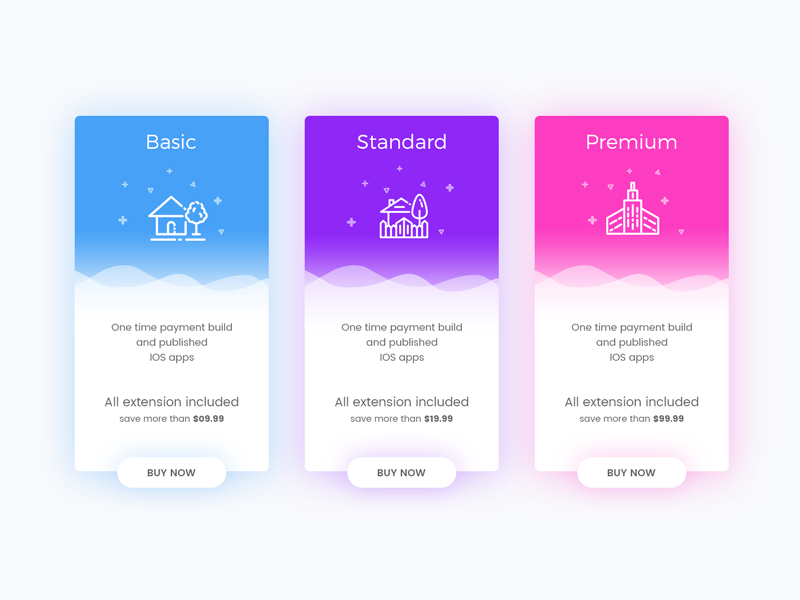 Basic
One time payment build
and published
IOS apps
All extension included
save more than $09.99
BUY NOW
Standard
One time payment build
and published
IOS apps
All extension included
save more than $19.99
BUY NOW
Premium
One time payment build
and published
IOS apps
All extension included
save more than $99.99
BUY NOW